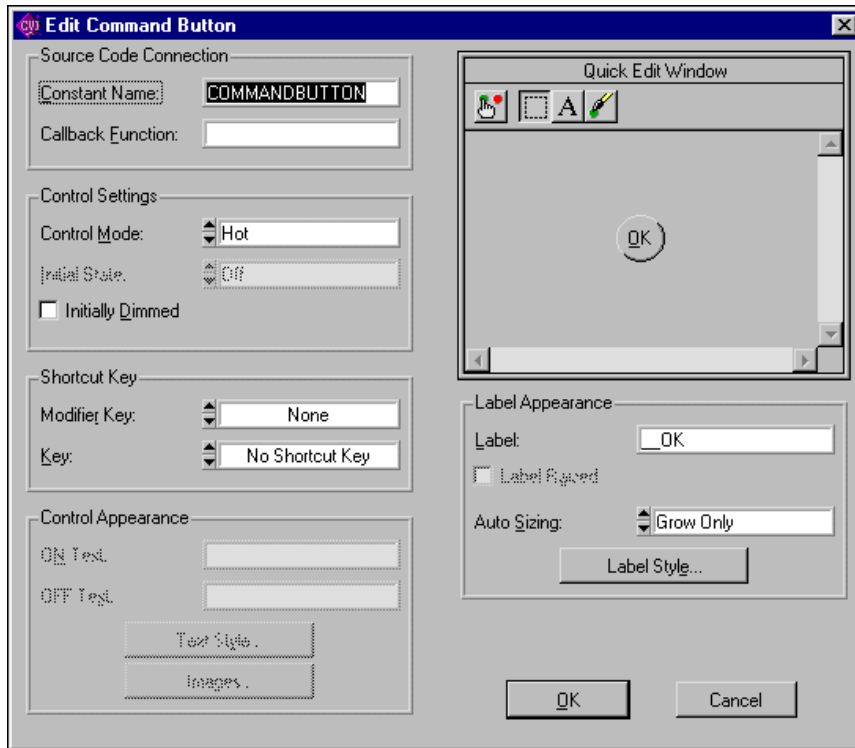 CVI Edit Command Button
Source Code Connection
Constant Name: COMMANDBUTTON
Callback Function:
Control Settings
Control Mode: Hot
Initial State: Off
Initially Dimmed
Shortcut Key
Modifier Key: None
Key: No Shortcut Key
Control Appearance
ON Text:
OFF Text:
Text Style...
Images...
Quick Edit Window
A
OK
Label Appearance
Label: __OK
Label Raised
Auto Sizing: Grow Only
Label Style...
OK Cancel